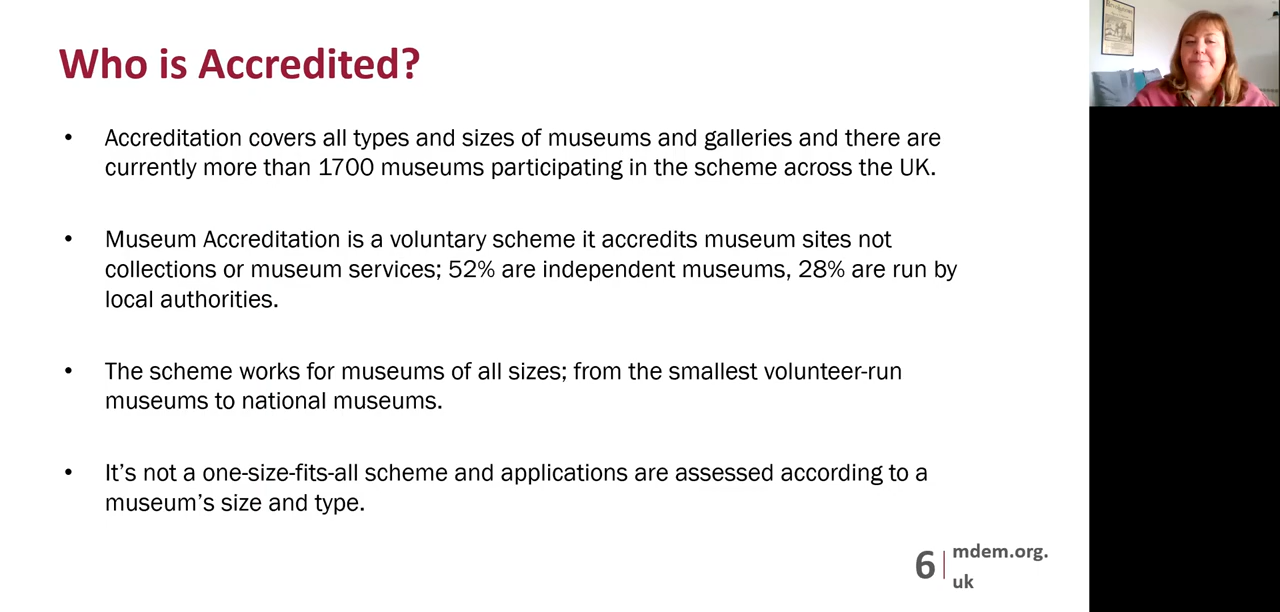 Who is Accredited?
• Accreditation covers all types and sizes of museums and galleries and there are
currently more than 1700 museums participating in the scheme across the UK.
• Museum Accreditation is a voluntary scheme it accredits museum sites not
collections or museum services; 52% are independent museums, 28% are run by
local authorities.
• The scheme works for museums of all sizes; from the smallest volunteer-run
museums to national museums.
• It’s not a one-size-fits-all scheme and applications are assessed according to a
museum’s size and type.
6
mdem.org.
uk